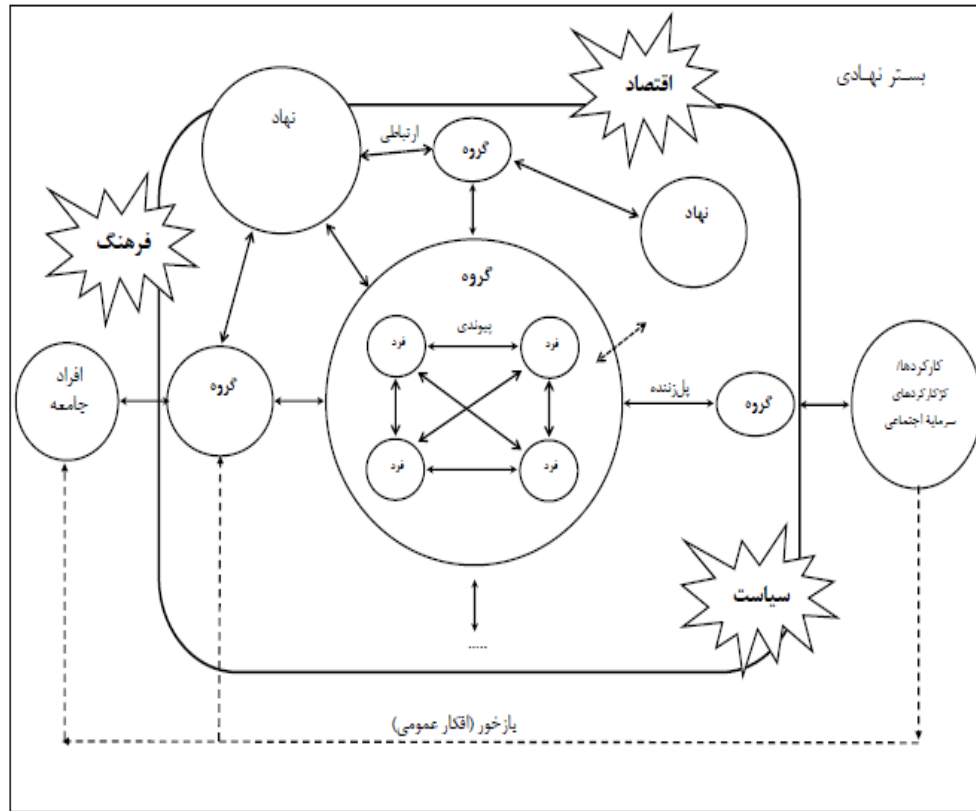 بستر نهادی
اقتصاد
نهاد
ارتباطی
گروه
نهاد
فرهنگ
گروه
فرد
پیوندی
فرد
افراد
جامعه
گروه
پل‌زننده
گروه
کارکردها/
کژکارکردهای
سرمایۀ اجتماعی
فرد
فرد
سیاست
.....
بازخور (افکار عمومی)